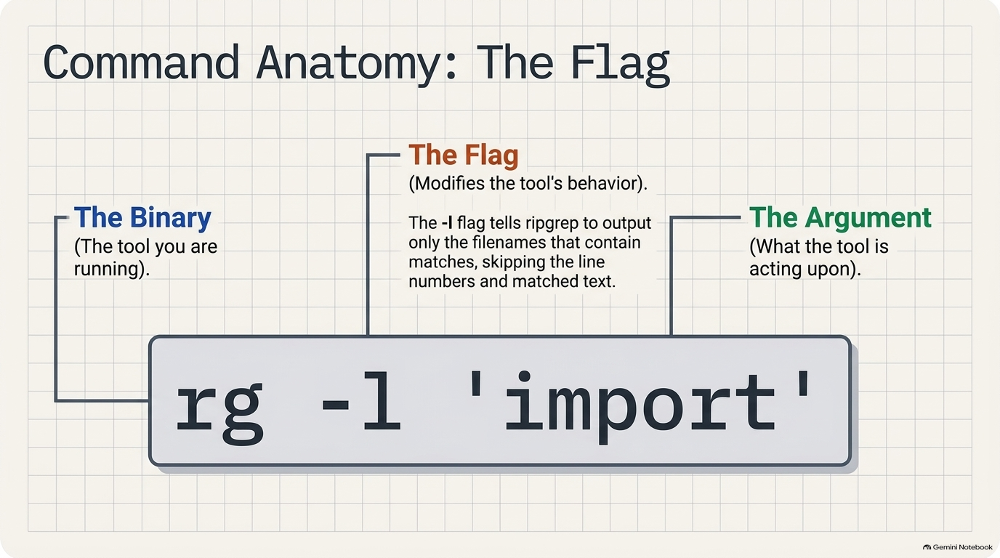 Command Anatomy: The Flag
The Flag
(Modifies the tool's behavior).
The -l flag tells ripgrep to output
only the filenames that contain
matches, skipping the line
numbers and matched text.
The Binary
(The tool you are
running).
The Argument
(What the tool is
acting upon).
rg -l 'import'
Gemini Notebook